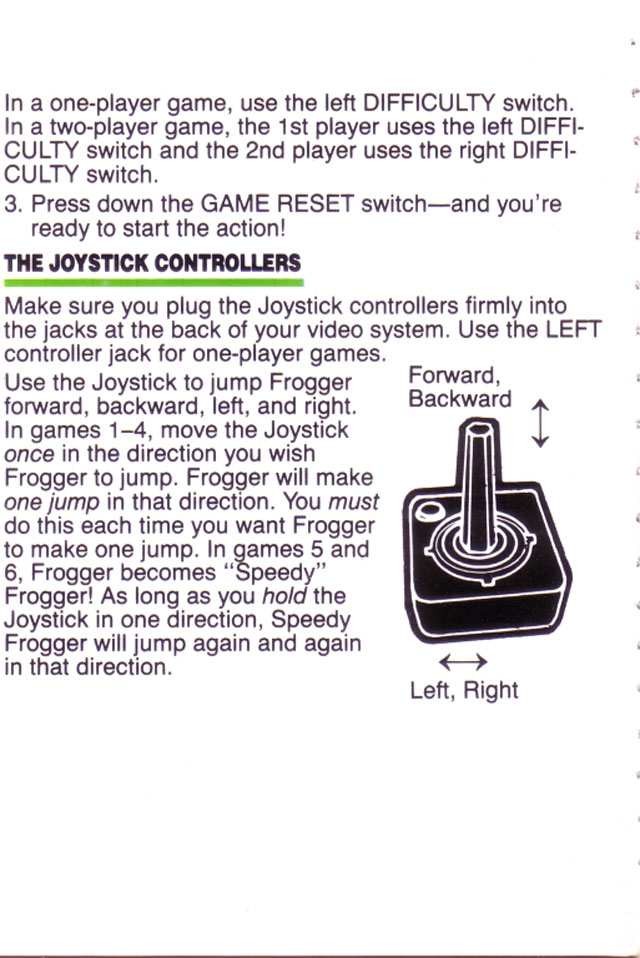 In a one-player game, use the left DIFFICULTY switch.
In a two-player game, the 1st player uses the left DIFFI-
CULTY switch and the 2nd player uses the right DIFFI-
CULTY switch.
3. Press down the GAME RESET switch—and you're
ready to start the action!
THE JOYSTICK CONTROLLERS
Make sure you plug the Joystick controllers firmly into
the jacks at the back of your video system. Use the LEFT
controller jack for one-player games.
Use the Joystick to jump Frogger
forward, backward, left, and right.
In games 1–4, move the Joystick
once in the direction you wish
Frogger to jump. Frogger will make
one jump in that direction. You must
do this each time you want Frogger
to make one jump. In games 5 and
6, Frogger becomes "Speedy"
Frogger! As long as you hold the
Joystick in one direction, Speedy
Frogger will jump again and again
in that direction.
Forward,
Backward
Left, Right